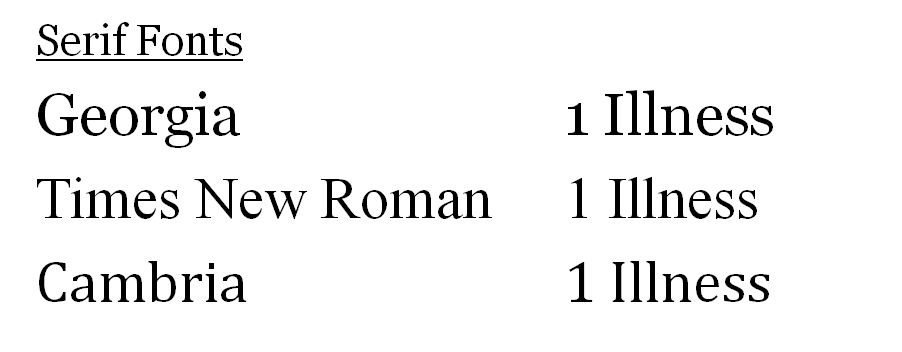 Serif Fonts
Georgia 1 Illness
Times New Roman 1 Illness
Cambria 1 Illness